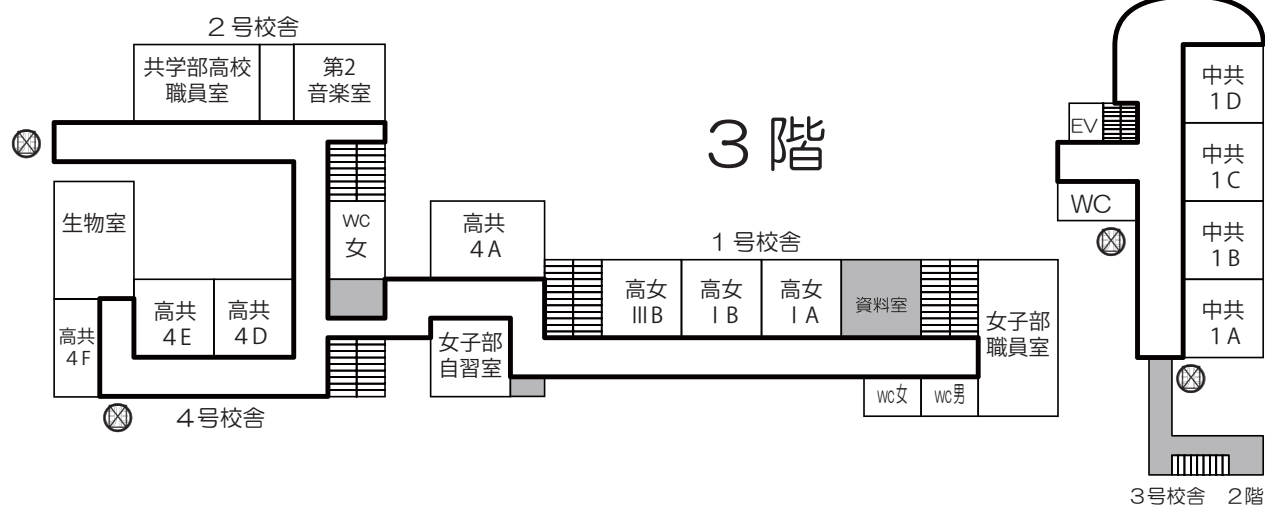 2号校舎
共学部高校
職員室
第2
音楽室
3階
生物室
WC
女
高共
4A
高共
4F
高共
4E
高共
4D
女子部
自習室
4号校舎
1号校舎
高女
ⅢB
高女
ⅠB
高女
ⅠA
資料室
女子部
職員室
WC女
WC男
EV
WC
中共
1D
中共
1C
中共
1B
中共
1A
3号校舎 2階